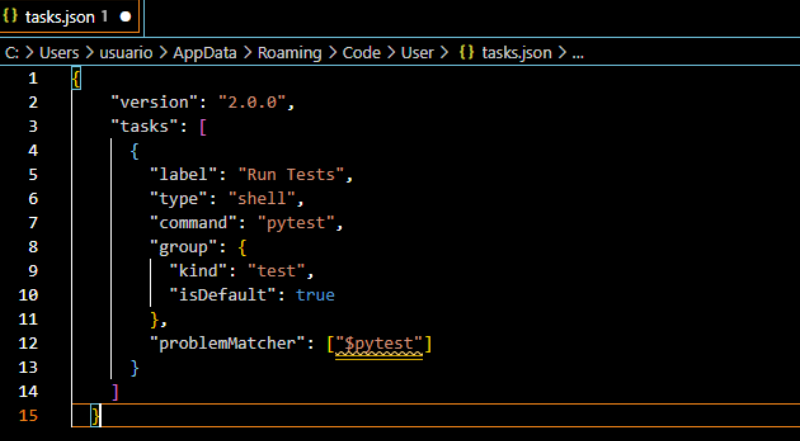 {} tasks.json 1 ●
C: > Users > usuario > AppData > Roaming > Code > User > {} tasks.json > ...
1 {
2 "version": "2.0.0",
3 "tasks": [
4 {
5 "label": "Run Tests",
6 "type": "shell",
7 "command": "pytest",
8 "group": {
9 "kind": "test",
10 "isDefault": true
11 },
12 "problemMatcher": ["$pytest"]
13 }
14 ]
15 }